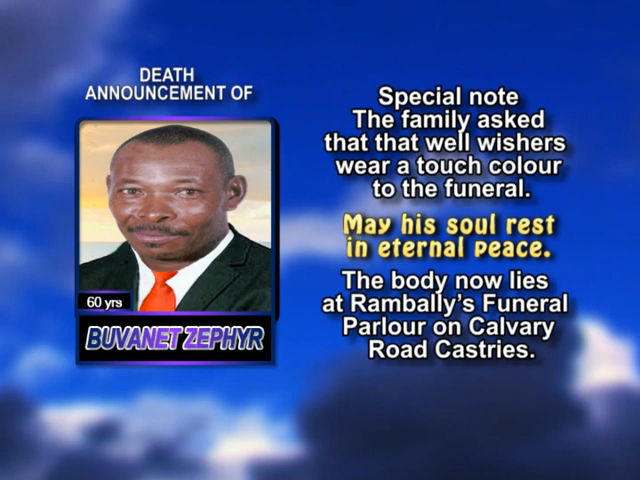 DEATH
ANNOUNCEMENT OF
60 yrs
BUVANET ZEPHYR
Special note
The family asked
that that well wishers
wear a touch colour
to the funeral.
May his soul rest
in eternal peace.
The body now lies
at Rambally's Funeral
Parlour on Calvary
Road Castries.